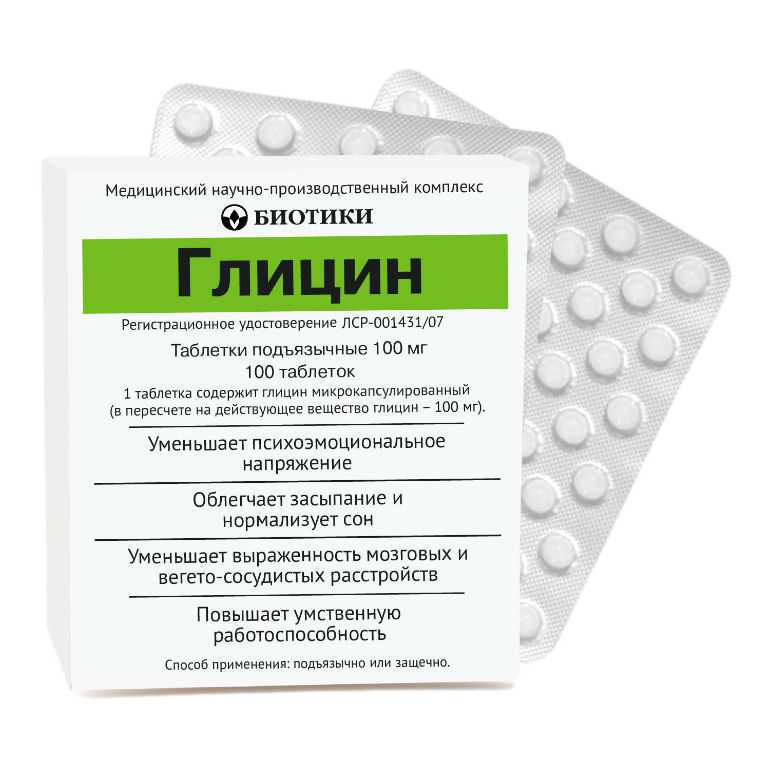 Медицинский научно-производственный комплекс
БИОТИКИ
Глицин
Регистрационное удостоверение ЛСР-001431/07
Таблетки подъязычные 100 мг
100 таблеток
1 таблетка содержит глицин микрокапсулированный
(в пересчете на действующее вещество глицин – 100 мг).
Уменьшает психоэмоциональное
напряжение
Облегчает засыпание и
нормализует сон
Уменьшает выраженность мозговых и
вегето-сосудистых расстройств
Повышает умственную
работоспособность
Способ применения: подъязычно или защечно.